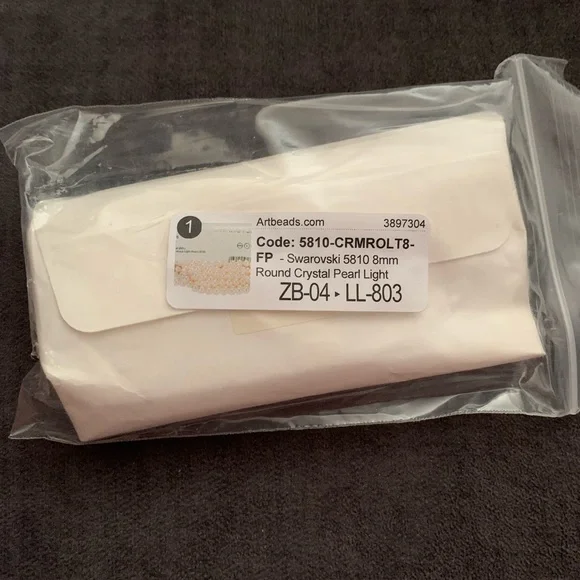 1
Artbeads.com 3897304
Code: 5810-CRMROLT8-
FP - Swarovski 5810 8mm
Round Crystal Pearl Light
ZB-04 ▸ LL-803